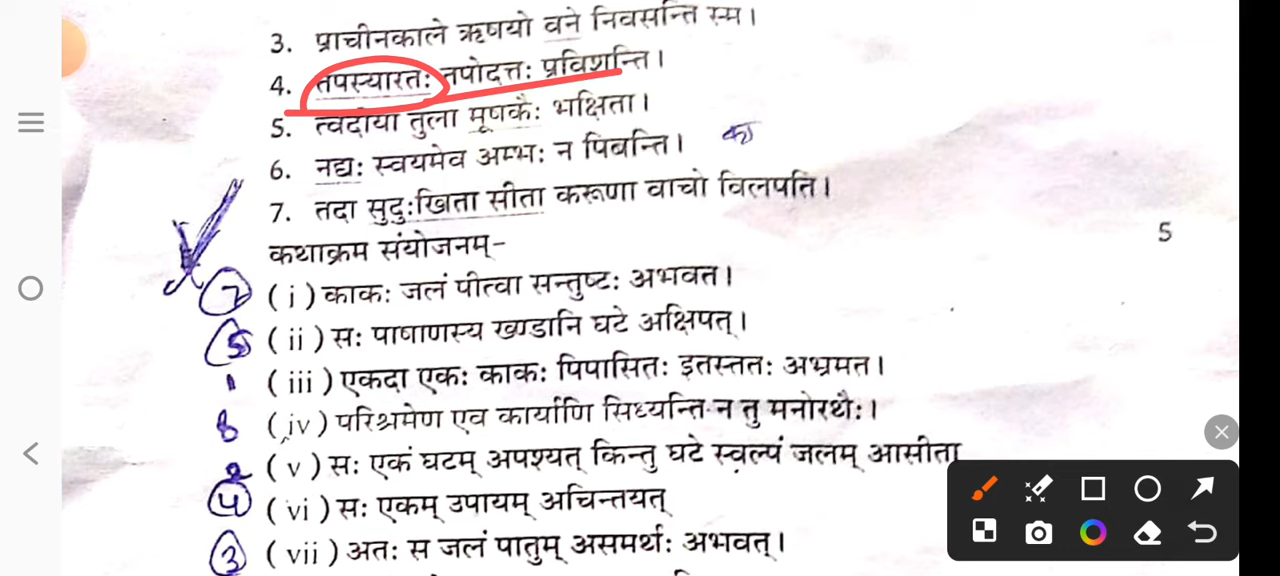 3. प्राचीनकाले ऋषयो वने निवसन्ति स्म।
4. तपस्यारतः तपोदत्तः प्रविशन्ति।
5. त्वदीया तुला मूषकैः भक्षिता।
6. नद्यः स्वयमेव अम्भः न पिबन्ति। का
7. तदा सुदुःखिता सीता करूणा वाचो विलपति।
5
कथाक्रम संयोजनम्-
7 (i) काकः जलं पीत्वा सन्तुष्टः अभवत।
5 (ii) सः पाषाणस्य खण्डानि घटे अक्षिपत्।
1 (iii) एकदा एकः काकः पिपासितः इतस्ततः अभ्रमत।
8 (iv) परिश्रमेण एव कार्याणि सिध्यन्ति न तु मनोरथैः।
2 (v) सः एकं घटम् अपश्यत् किन्तु घटे स्वल्पं जलम् आसीता
4 (vi) सः एकम् उपायम् अचिन्तयत्
3 (vii) अतः स जलं पातुम् असमर्थः अभवत्।